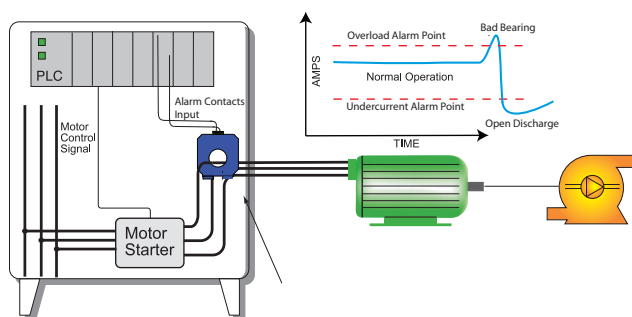 PLC
Alarm Contacts
Input
Motor
Control
Signal
Motor
Starter
Bad Bearing
Overload Alarm Point
AMPS
Normal Operation
Undercurrent Alarm Point
Open Discharge
TIME